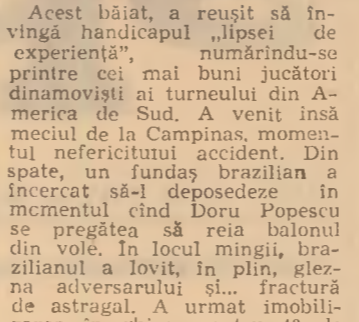 Acest băiat, a reușit să în-
vingă handicapul „lipsei de
experiență”, numărîndu-se
printre cei mai buni jucători
dinamoviști ai turneului din A-
merica de Sud. A venit însă
meciul de la Campinas, momen-
tul nefericitului accident. Din
spate, un fundaș brazilian a
încercat să-l deposedeze în
momentul cînd Doru Popescu
se pregătea să reia balonul
din vole. În locul mingii, bra-
zilianul a lovit, în plin, glez-
na adversarului și... fractură
de astragal. A urmat imobili-